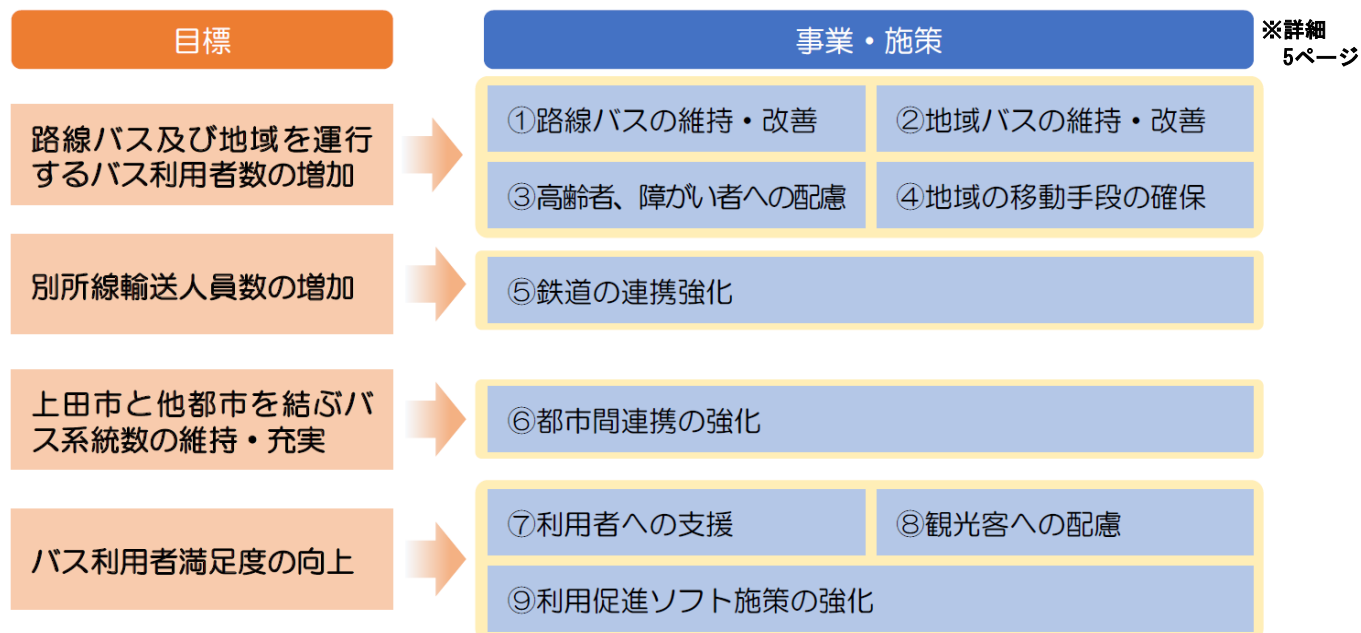 目標
事業・施策
※詳細
5ページ
路線バス及び地域を運行
するバス利用者数の増加
①路線バスの維持・改善
②地域バスの維持・改善
③高齢者、障がい者への配慮
④地域の移動手段の確保
別所線輸送人員数の増加
⑤鉄道の連携強化
上田市と他都市を結ぶバ
ス系統数の維持・充実
⑥都市間連携の強化
バス利用者満足度の向上
⑦利用者への支援
⑧観光客への配慮
⑨利用促進ソフト施策の強化